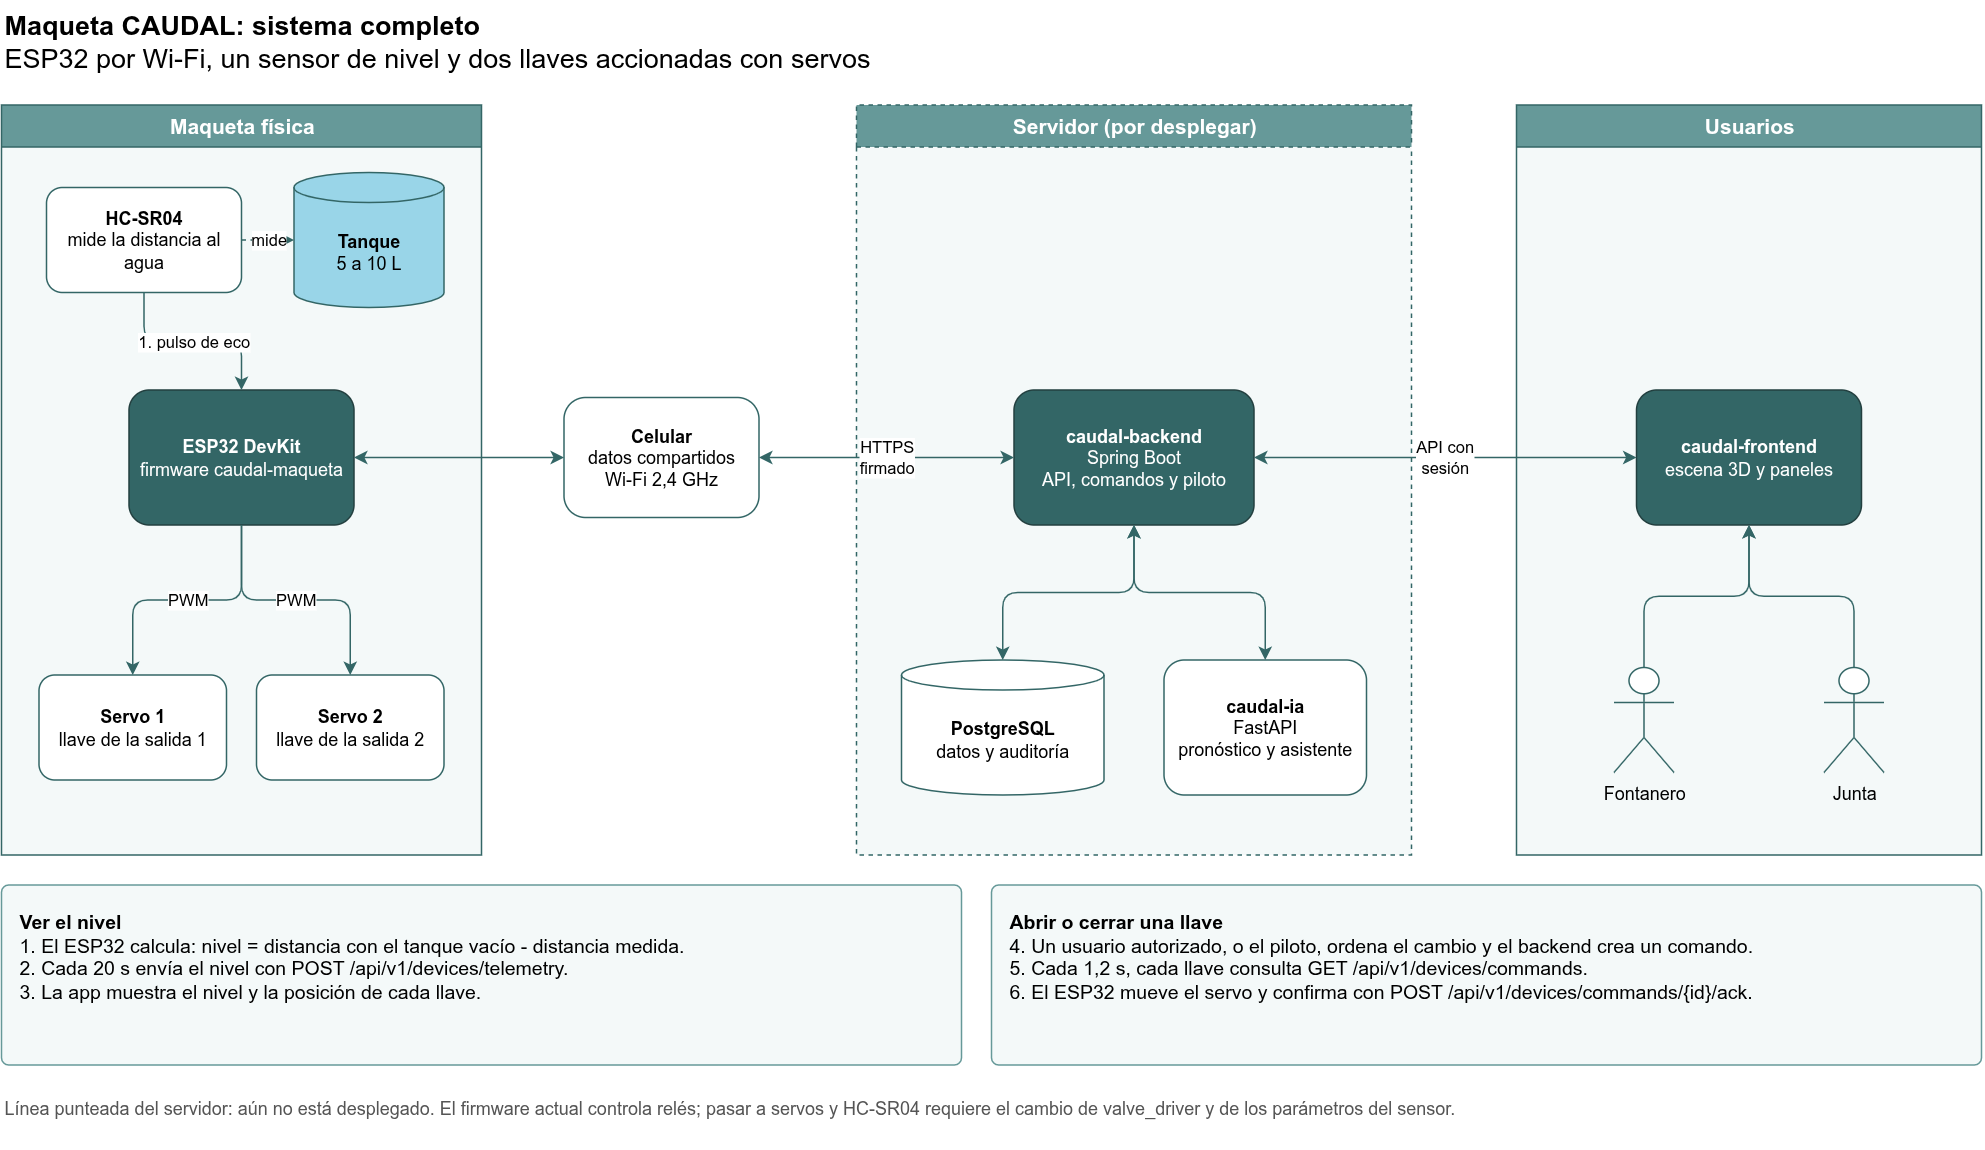 Maqueta CAUDAL: sistema completo
ESP32 por Wi-Fi, un sensor de nivel y dos llaves accionadas con servos
Maqueta física
HC-SR04
mide la distancia al
agua
mide
Tanque
5 a 10 L
1. pulso de eco
ESP32 DevKit
firmware caudal-maqueta
PWM
PWM
Servo 1
llave de la salida 1
Servo 2
llave de la salida 2
Celular
datos compartidos
Wi-Fi 2,4 GHz
HTTPS
firmado
Servidor (por desplegar)
caudal-backend
Spring Boot
API, comandos y piloto
PostgreSQL
datos y auditoría
caudal-ia
FastAPI
pronóstico y asistente
API con
sesión
Usuarios
caudal-frontend
escena 3D y paneles
Fontanero
Junta
Ver el nivel
1. El ESP32 calcula: nivel = distancia con el tanque vacío - distancia medida.
2. Cada 20 s envía el nivel con POST /api/v1/devices/telemetry.
3. La app muestra el nivel y la posición de cada llave.
Abrir o cerrar una llave
4. Un usuario autorizado, o el piloto, ordena el cambio y el backend crea un comando.
5. Cada 1,2 s, cada llave consulta GET /api/v1/devices/commands.
6. El ESP32 mueve el servo y confirma con POST /api/v1/devices/commands/{id}/ack.
Línea punteada del servidor: aún no está desplegado. El firmware actual controla relés; pasar a servos y HC-SR04 requiere el cambio de valve_driver y de los parámetros del sensor.